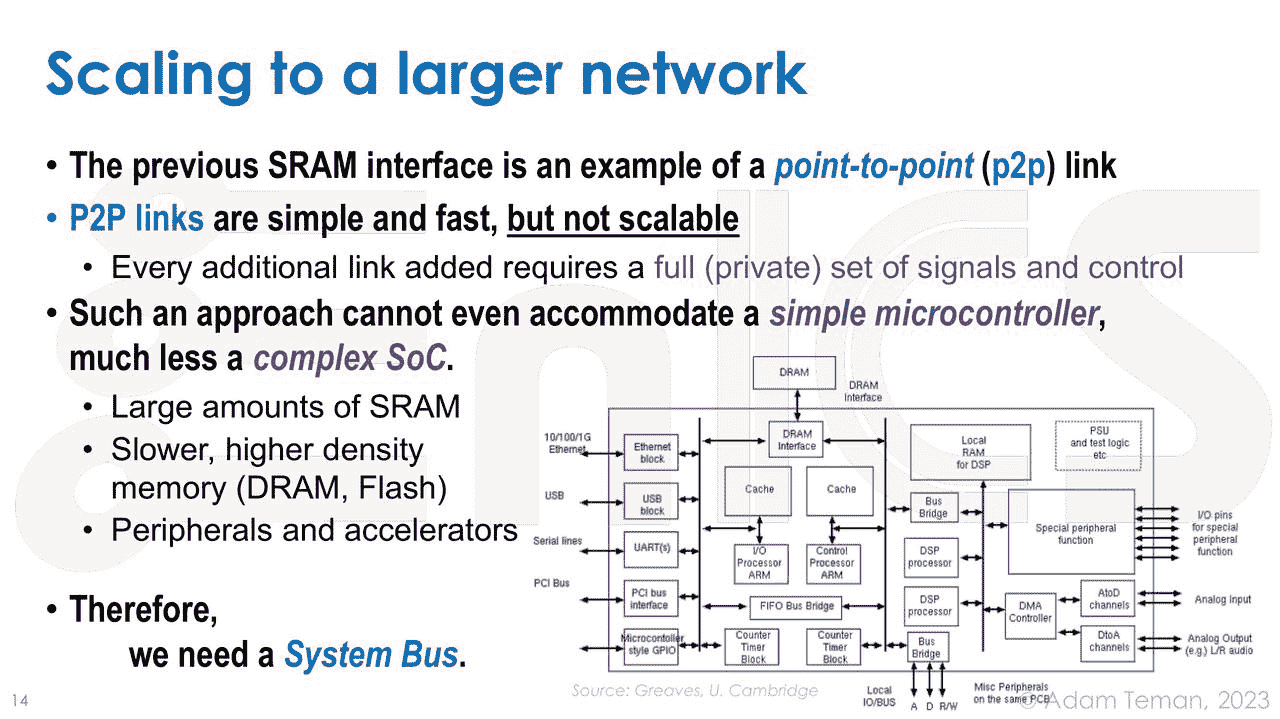 Scaling to a larger network
• The previous SRAM interface is an example of a point-to-point (p2p) link
• P2P links are simple and fast, but not scalable
• Every additional link added requires a full (private) set of signals and control
• Such an approach cannot even accommodate a simple microcontroller,
much less a complex SoC.
• Large amounts of SRAM
• Slower, higher density
memory (DRAM, Flash)
• Peripherals and accelerators
• Therefore,
we need a System Bus.
DRAM
DRAM
Interface
10/100/1G
Ethernet
Ethernet
block
DRAM
Interface
Local
RAM
for DSP
PSU
and test logic
etc
USB
USB
block
Cache
Cache
Bus
Bridge
Special peripheral
function
I/O pins
for special
peripheral
function
Serial lines
UART(s)
I/O
Processor
ARM
Control
Processor
ARM
DSP
processor
PCI Bus
PCI bus
interface
FIFO Bus Bridge
DSP
processor
DMA
Controller
AtoD
channels
Analog Input
Microcontoller
style GPIO
Counter
Timer
Block
Counter
Timer
Block
Bus
Bridge
DtoA
channels
Analog Output
(e.g.) L/R audio
Local
IO/BUS
A D R/W
Misc Peripherals
on the same PCB
Source: Greaves, U. Cambridge
14
© Adam Teman, 2023
EnICS